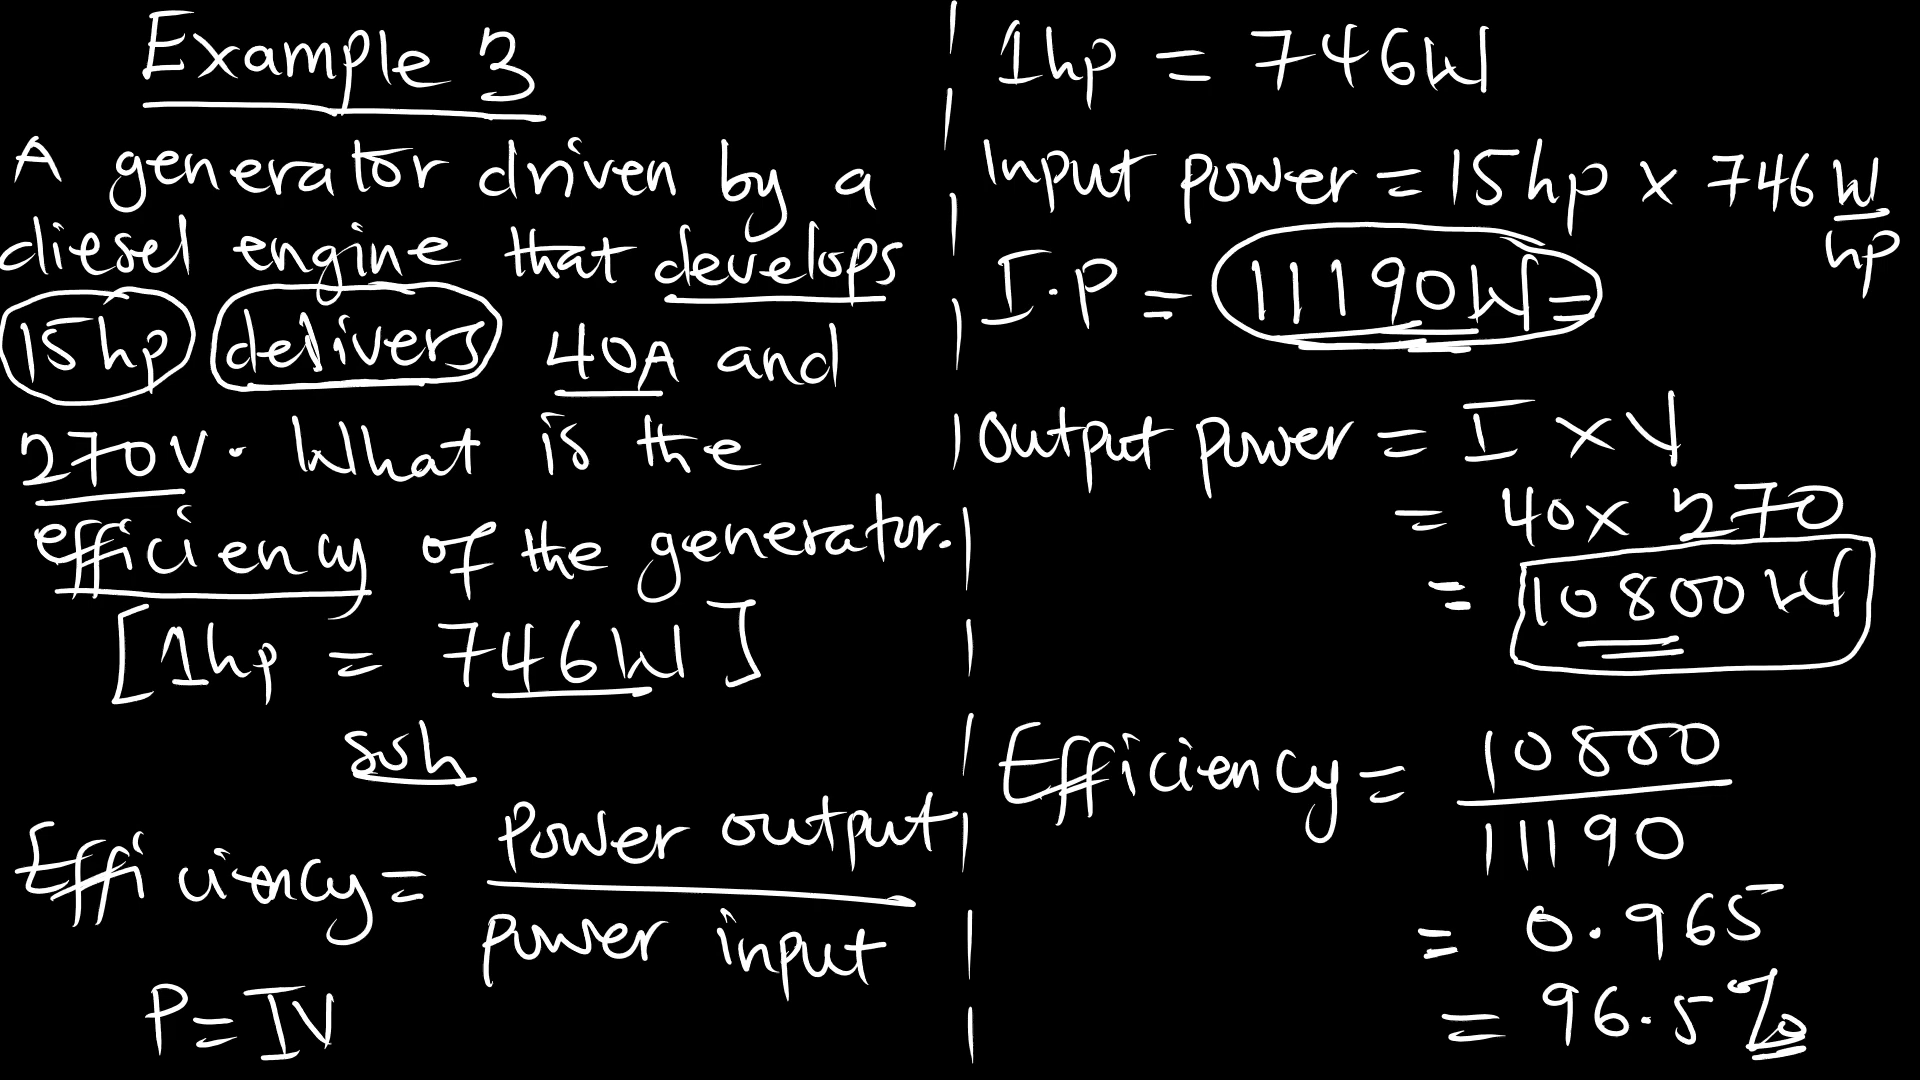 Example 3
A generator driven by a
diesel engine that develops
15hp delivers 40A and
270V. What is the
efficiency of the generator.
[1hp = 746W]
Soln
Efficiency = Power output
power input
P = IV
1hp = 746W
Input power = 15hp x 746 W
hp
I.P = 11190W =
Output power = I x V
= 40 x 270
= 10800W
Efficiency = 10800
11190
= 0.965
= 96.5%